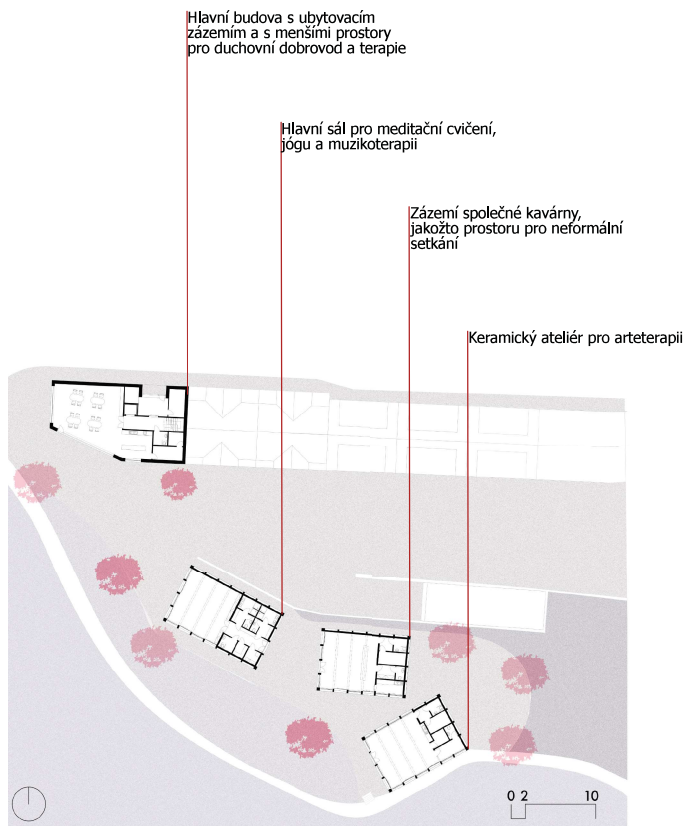 Hlavní budova s ubytovacím
zázemím a s menšími prostory
pro duchovní dobrovod a terapie
Hlavní sál pro meditační cvičení,
jógu a muzikoterapii
Zázemí společné kavárny,
jakožto prostoru pro neformální
setkání
Keramický ateliér pro arteterapii
0 2 10